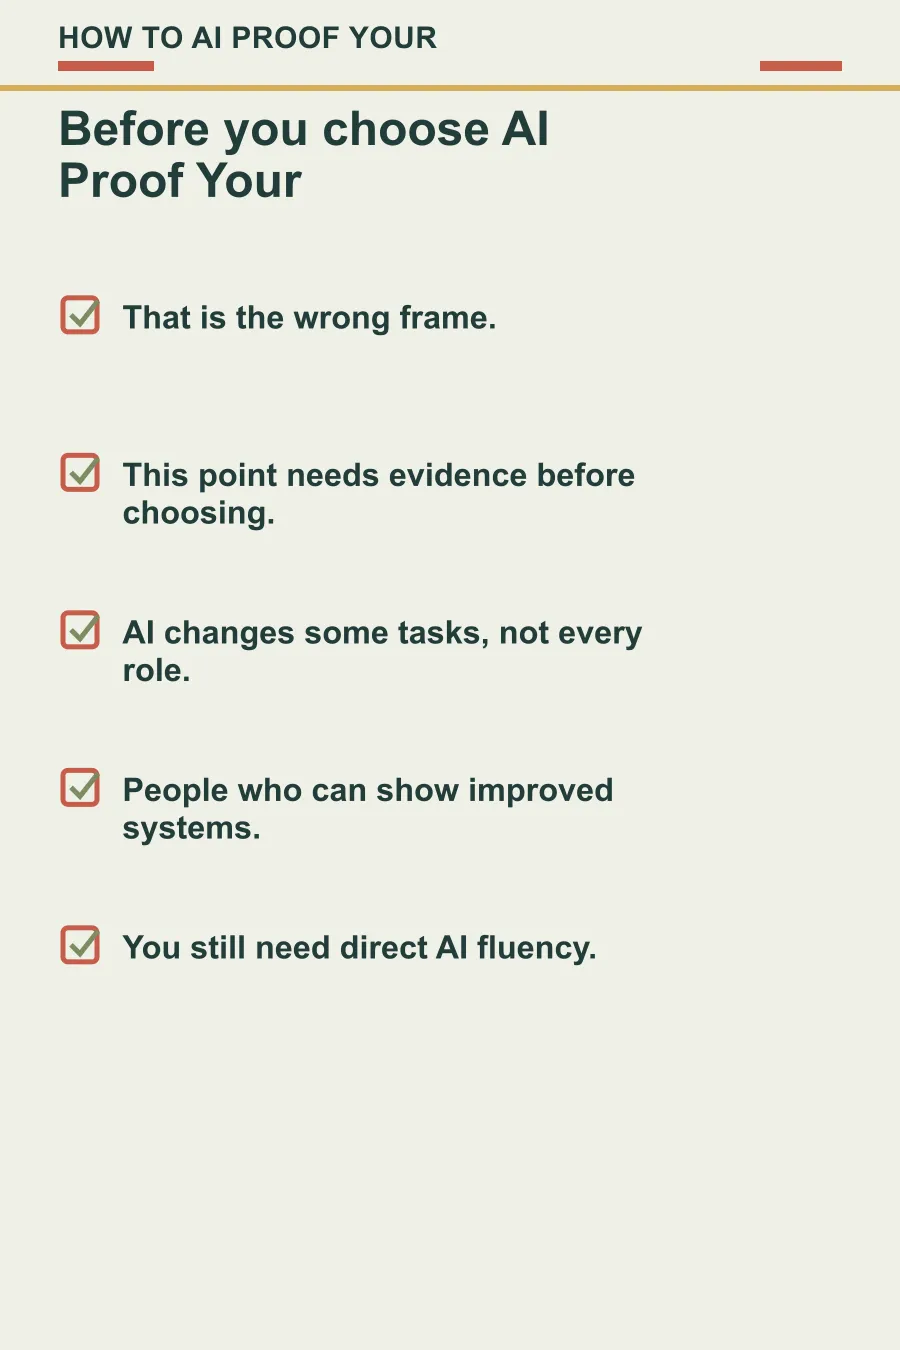 HOW TO AI PROOF YOUR
Before you choose AI
Proof Your
That is the wrong frame.
This point needs evidence before
choosing.
AI changes some tasks, not every
role.
People who can show improved
systems.
You still need direct AI fluency.